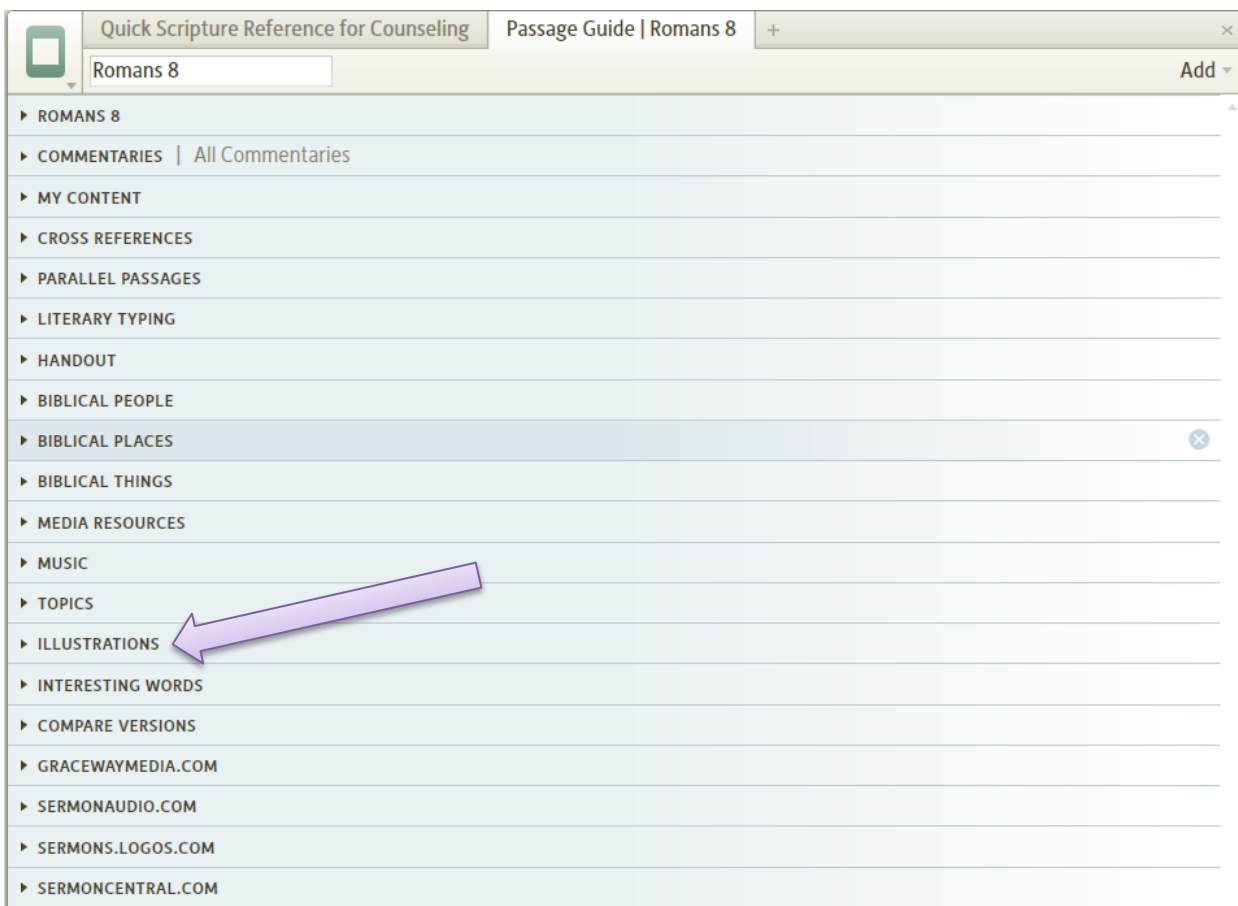 Quick Scripture Reference for Counseling Passage Guide | Romans 8 +
Romans 8 Add
ROMANS 8
COMMENTARIES | All Commentaries
MY CONTENT
CROSS REFERENCES
PARALLEL PASSAGES
LITERARY TYPING
HANDOUT
BIBLICAL PEOPLE
BIBLICAL PLACES
BIBLICAL THINGS
MEDIA RESOURCES
MUSIC
TOPICS
ILLUSTRATIONS
INTERESTING WORDS
COMPARE VERSIONS
GRACEWAYMEDIA.COM
SERMONAUDIO.COM
SERMONS.LOGOS.COM
SERMONCENTRAL.COM